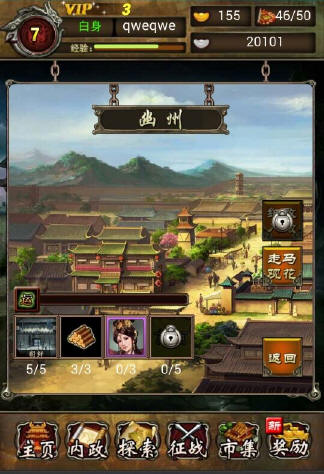 VIP 3
7
白身 qweqwe
155
46/50
经验:
20101
幽州
走马
观花
返回
5/5 3/3 0/3 0/5
新
主页 内政 探索 征战 市集 奖励